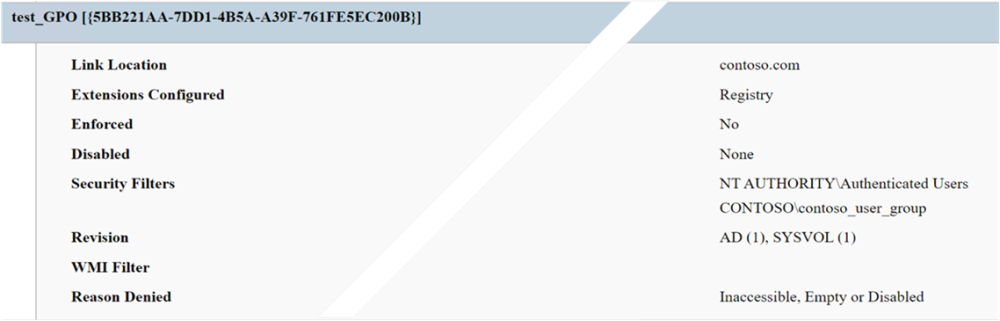 test_GPO [{5BB221AA-7DD1-4B5A-A39F-761FE5EC200B}]
Link Location contoso.com
Extensions Configured Registry
Enforced No
Disabled None
Security Filters NT AUTHORITY\Authenticated Users
CONTOSO\contoso_user_group
Revision AD (1), SYSVOL (1)
WMI Filter
Reason Denied Inaccessible, Empty or Disabled